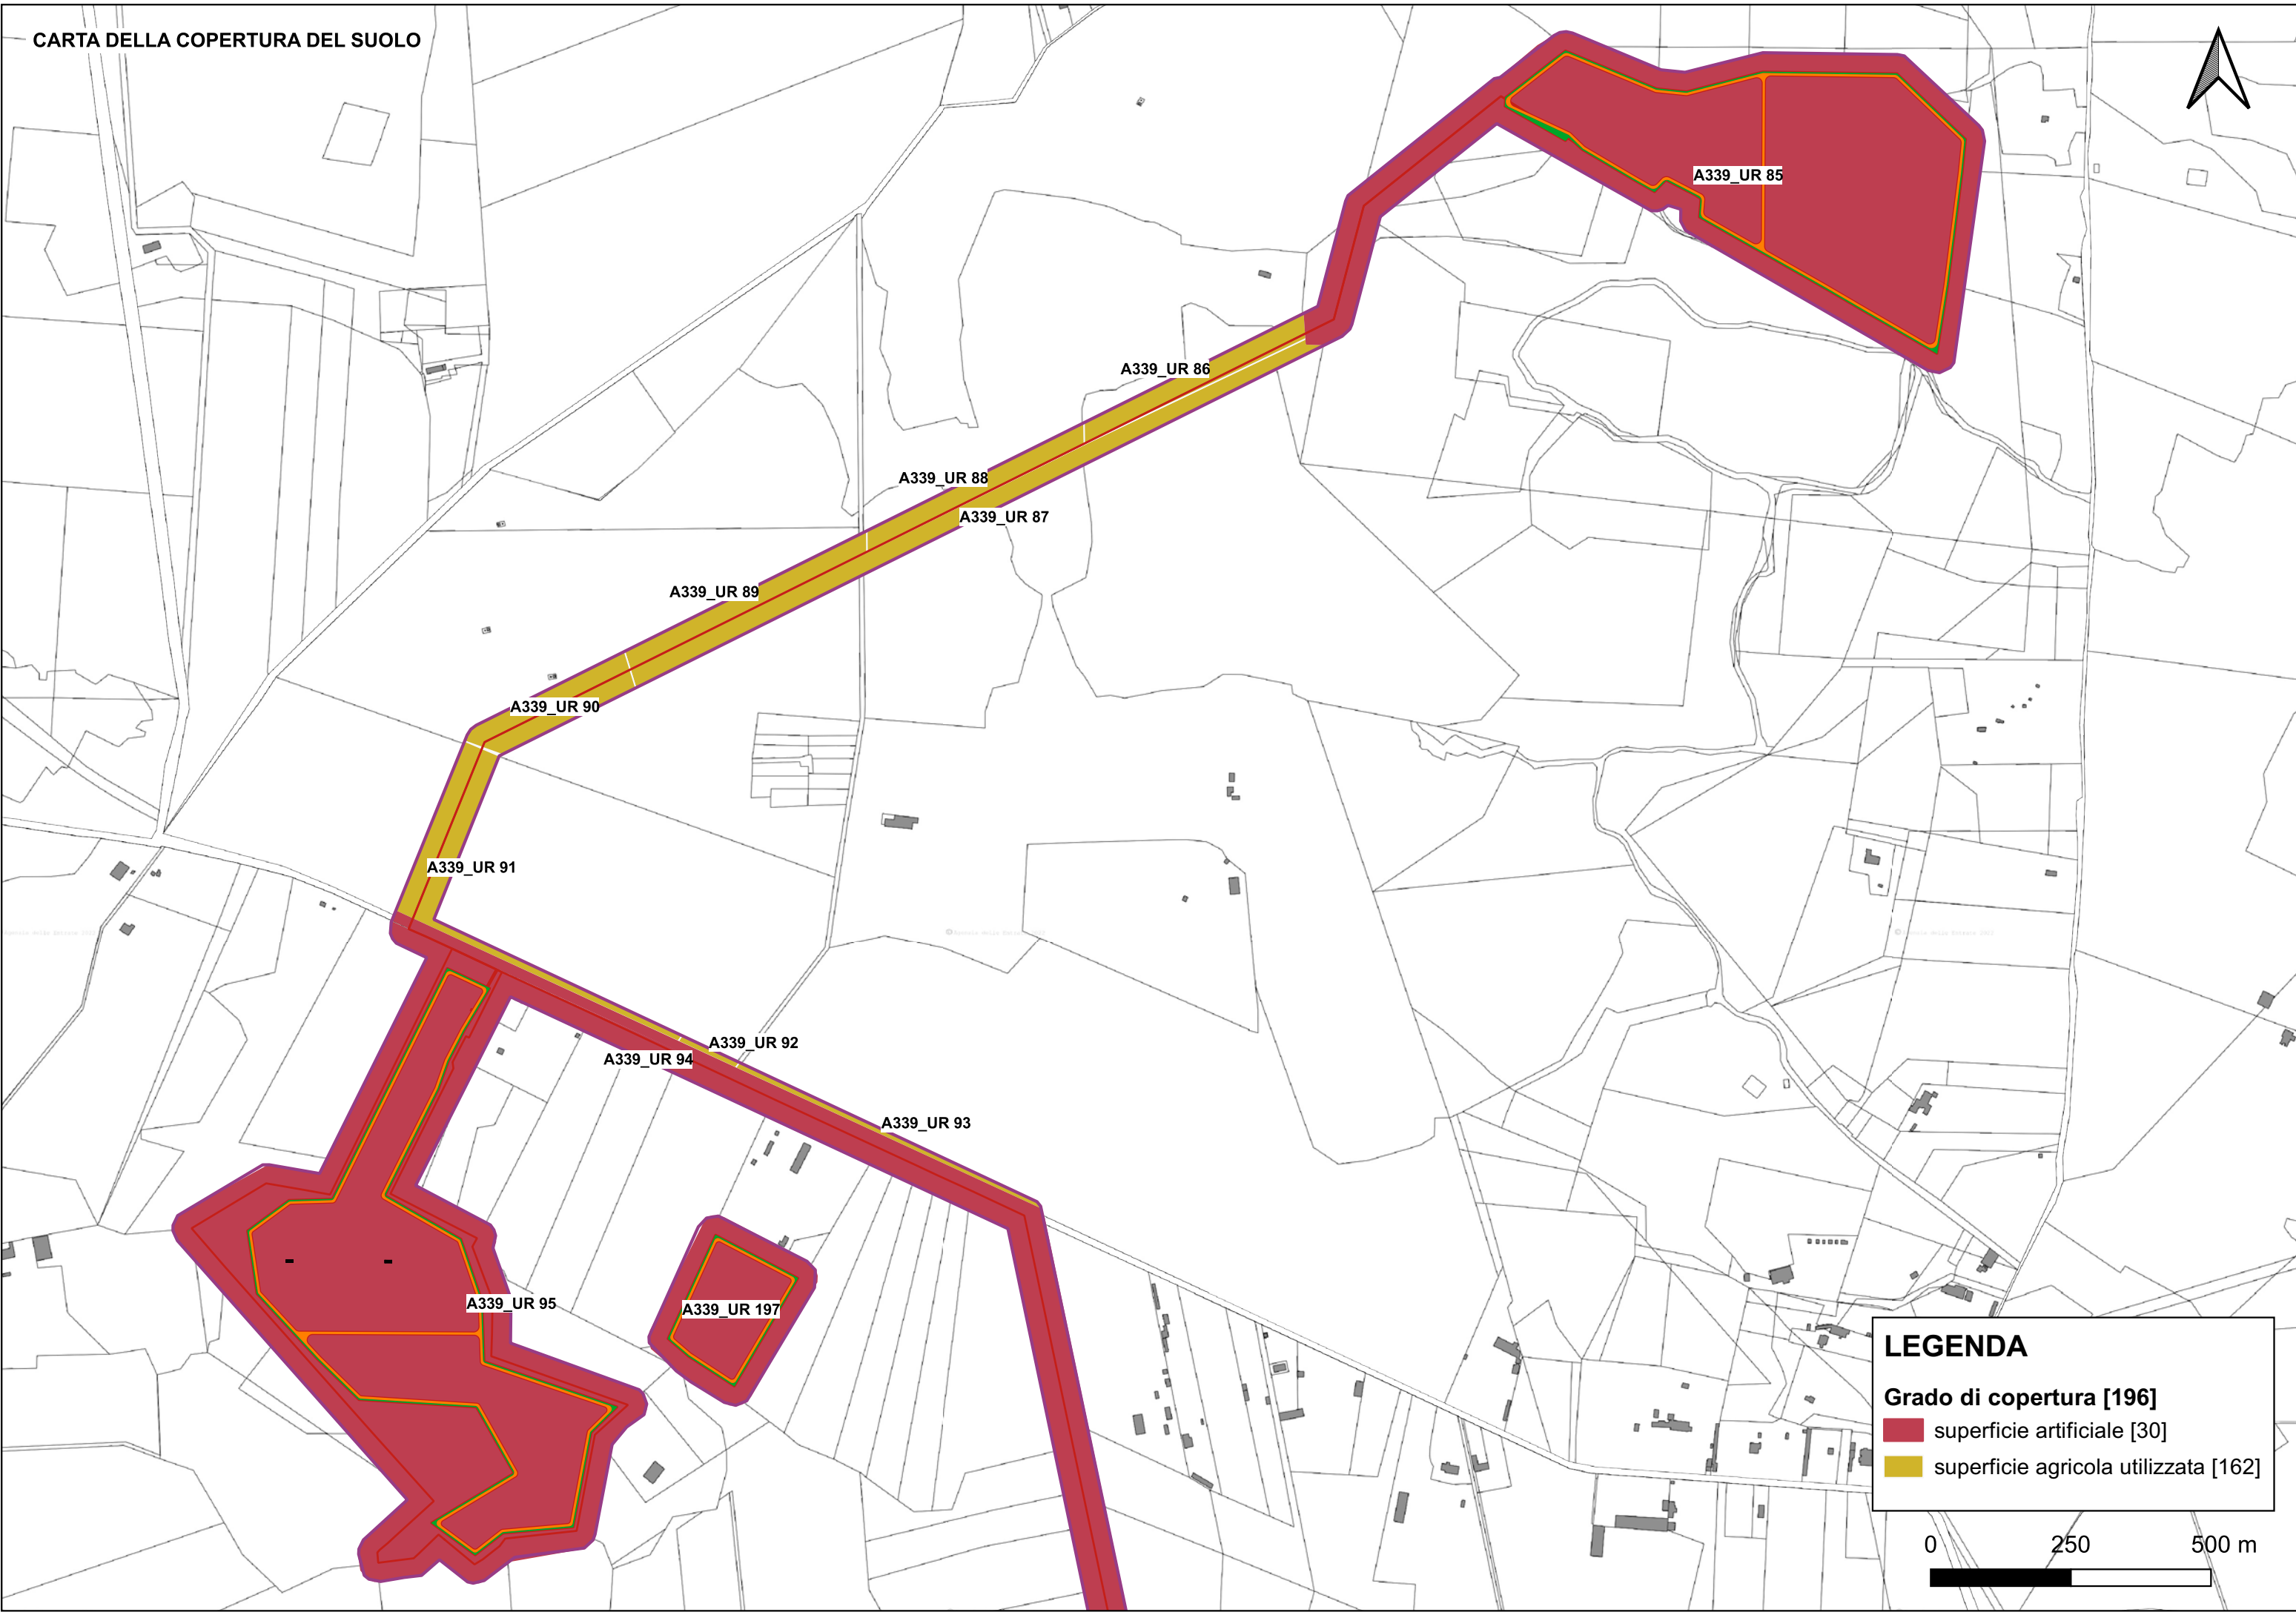 CARTA DELLA COPERTURA DEL SUOLO
A339_UR 85
A339_UR 86
A339_UR 88
A339_UR 87
A339_UR 89
A339_UR 90
A339_UR 91
A339_UR 92
A339_UR 94
A339_UR 93
A339_UR 95
A339_UR 197
LEGENDA
Grado di copertura [196]
superficie artificiale [30]
superficie agricola utilizzata [162]
0 250 500 m